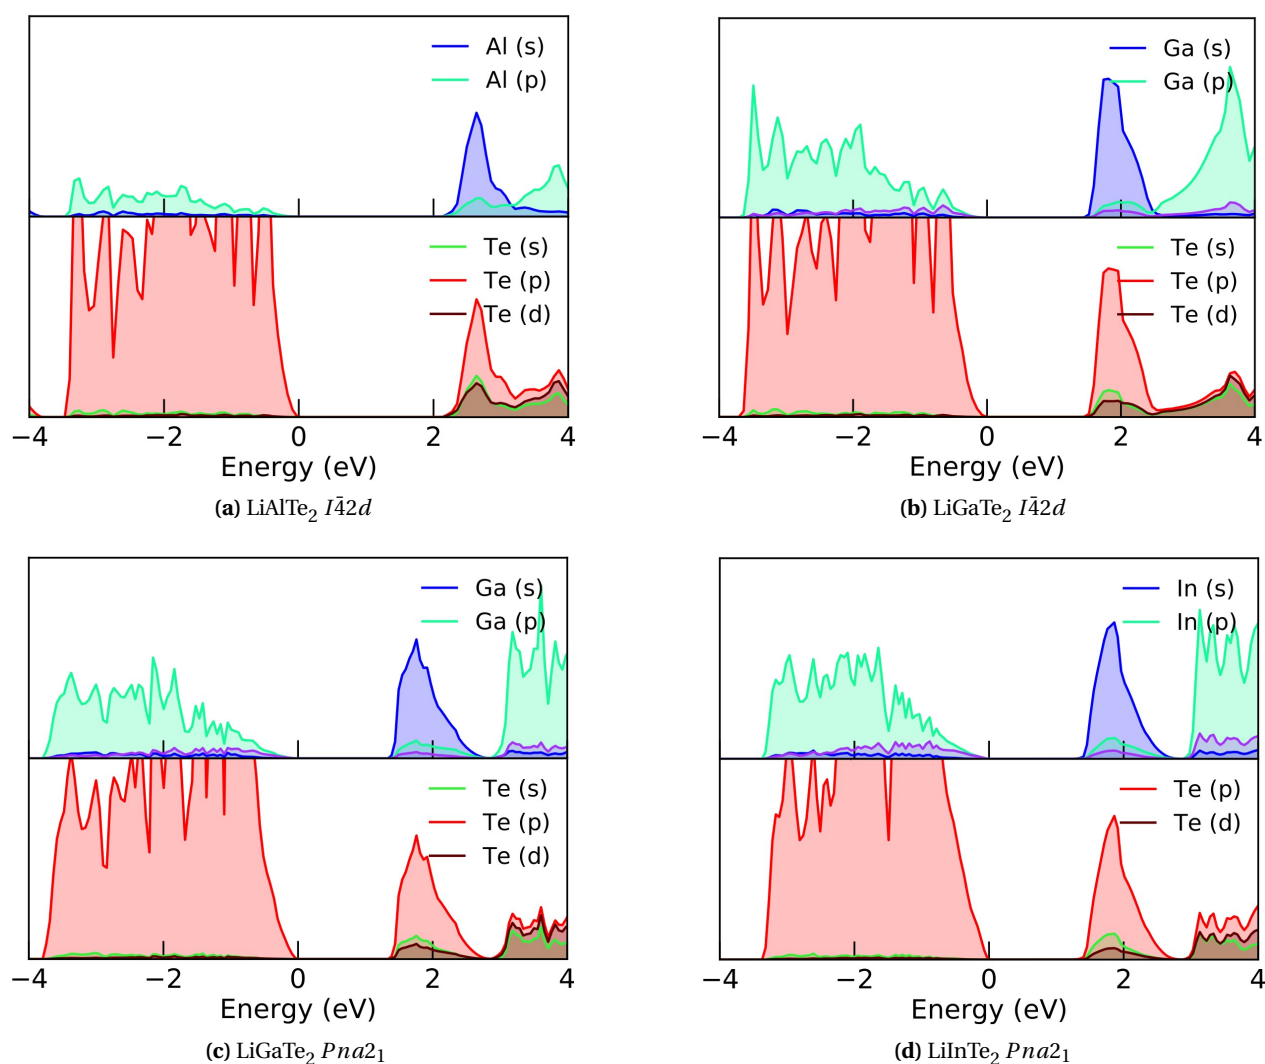 Al (s)
Al (p)
Te (s)
Te (p)
Te (d)
−4 −2 0 2 4
Energy (eV)
(a) LiAlTe₂ I4̄2d
Ga (s)
Ga (p)
Te (s)
Te (p)
Te (d)
−4 −2 0 2 4
Energy (eV)
(b) LiGaTe₂ I4̄2d
Ga (s)
Ga (p)
Te (s)
Te (p)
Te (d)
−4 −2 0 2 4
Energy (eV)
(c) LiGaTe₂ Pna2₁
In (s)
In (p)
Te (p)
Te (d)
−4 −2 0 2 4
Energy (eV)
(d) LiInTe₂ Pna2₁